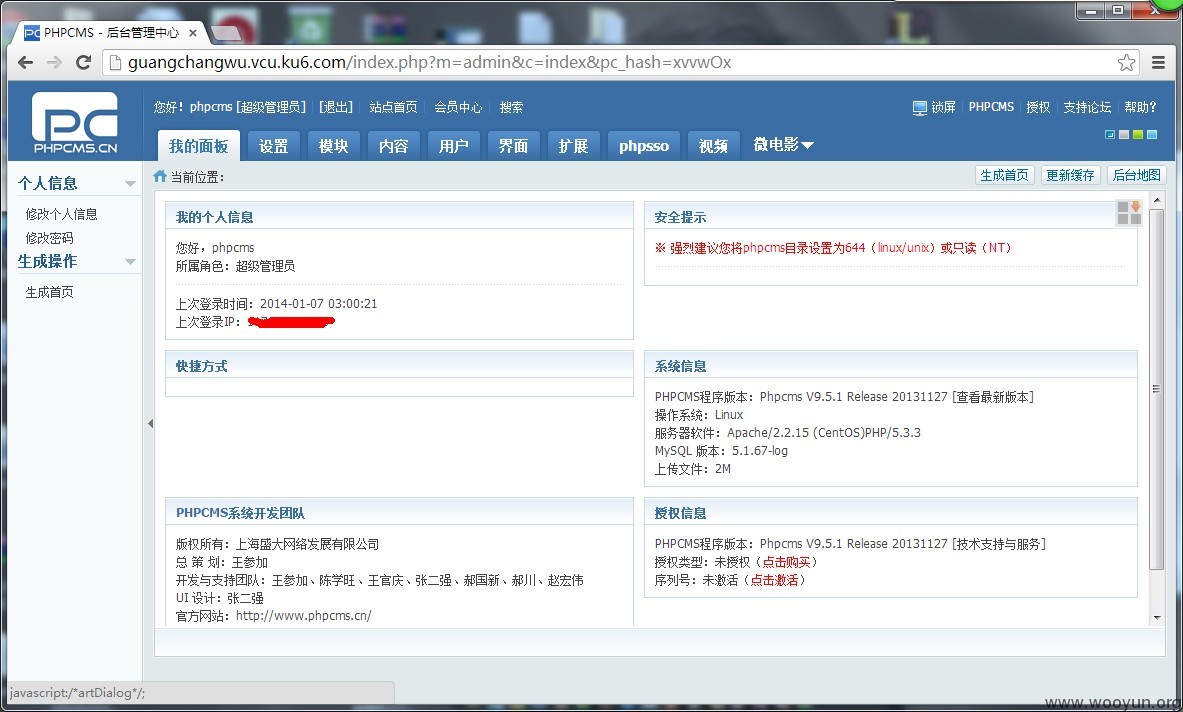 PHPCMS - 后台管理中心
guangchangwu.vcu.ku6.com/index.php?m=admin&c=index&pc_hash=xvvwOx
PC
PHPCMS.CN
您好！phpcms [超级管理员] [退出] 站点首页 会员中心 搜索
锁屏 PHPCMS 授权 支持论坛 帮助？
我的面板 设置 模块 内容 用户 界面 扩展 phpsso 视频 微电影
个人信息
修改个人信息
修改密码
生成操作
生成首页
当前位置：
生成首页 更新缓存 后台地图
我的个人信息
您好，phpcms
所属角色：超级管理员
上次登录时间：2014-01-07 03:00:21
上次登录IP：
安全提示
※ 强烈建议您将phpcms目录设置为644（linux/unix）或只读（NT）
快捷方式
系统信息
PHPCMS程序版本：Phpcms V9.5.1 Release 20131127 [查看最新版本]
操作系统：Linux
服务器软件：Apache/2.2.15 (CentOS)PHP/5.3.3
MySQL 版本：5.1.67-log
上传文件：2M
PHPCMS系统开发团队
版权所有：上海盛大网络发展有限公司
总 策 划：王参加
开发与支持团队：王参加、陈学旺、王官庆、张二强、郝国新、郝川、赵宏伟
UI 设计：张二强
官方网站：http://www.phpcms.cn/
授权信息
PHPCMS程序版本：Phpcms V9.5.1 Release 20131127 [技术支持与服务]
授权类型：未授权（点击购买）
序列号：未激活（点击激活）
javascript:/*artDialog*/;
www.wooyun.org